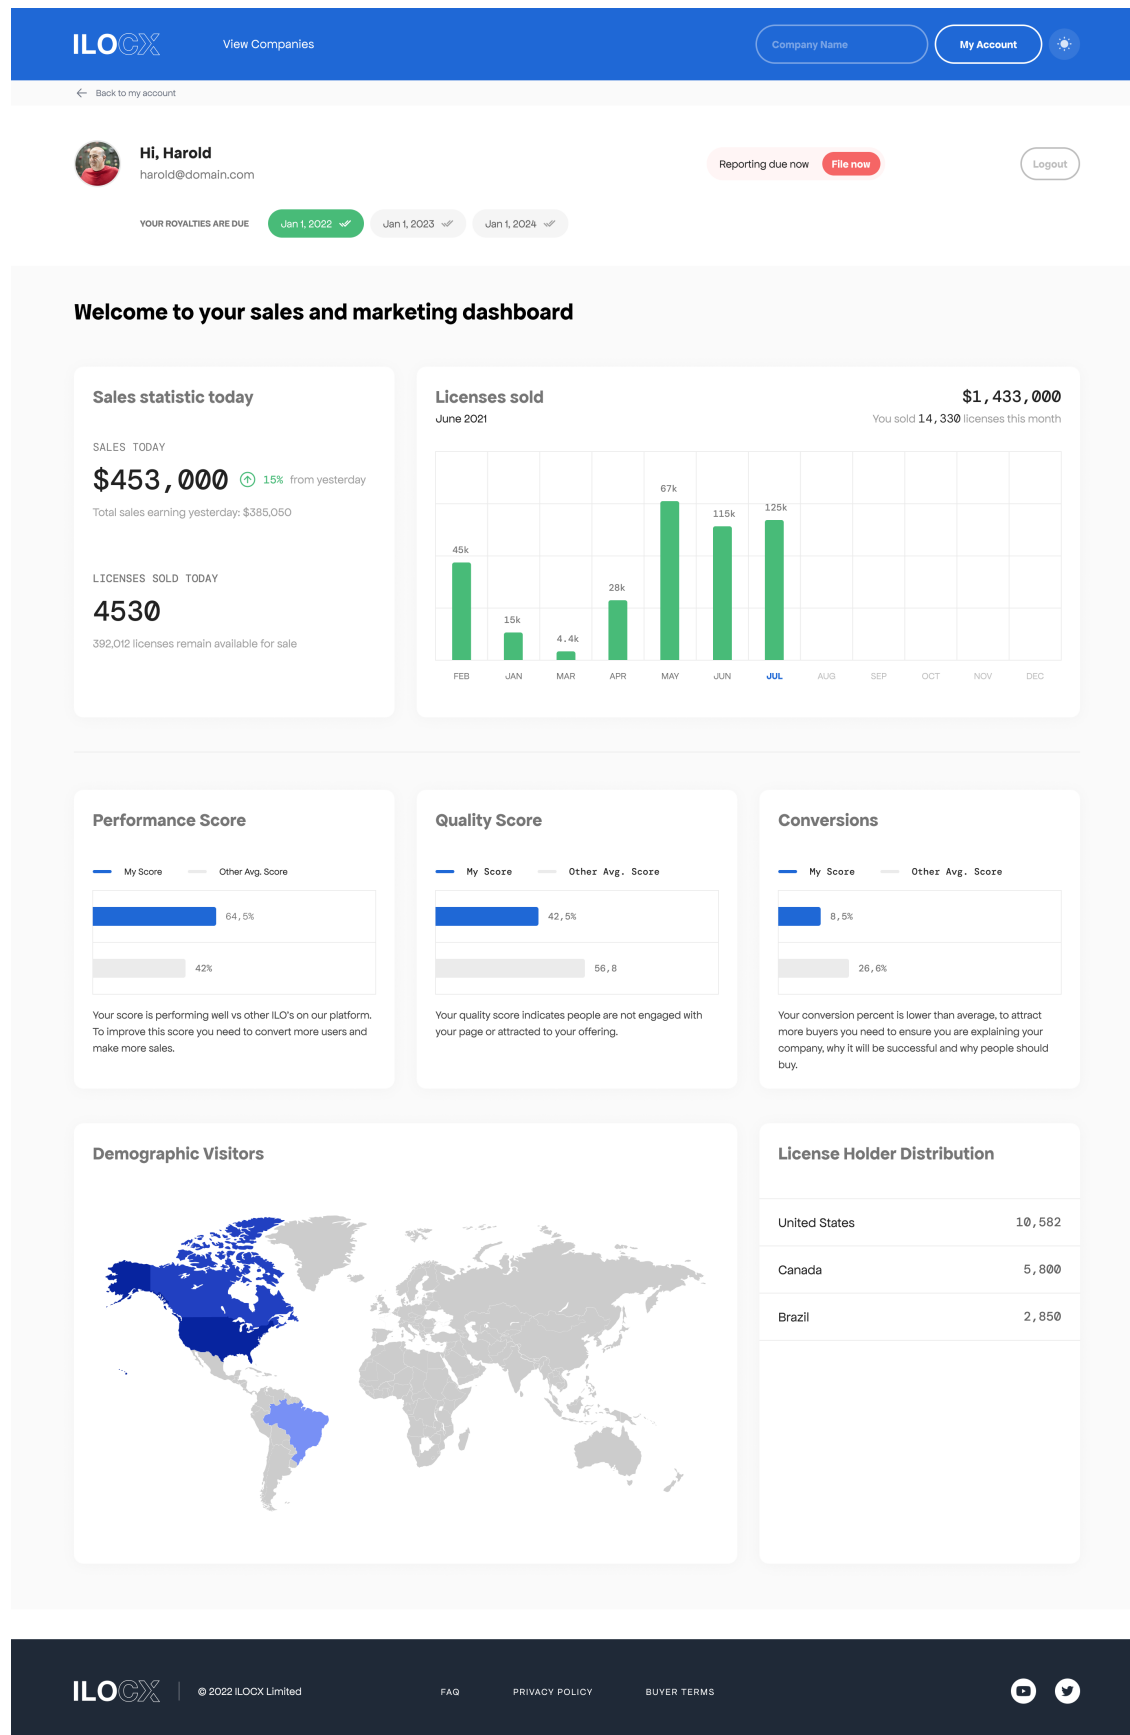 ILOCX
View Companies
Company Name
My Account
Back to my account
Hi, Harold
harold@domain.com
Reporting due now
File now
Logout
YOUR ROYALTIES ARE DUE
Jan 1, 2022
Jan 1, 2023
Jan 1, 2024
Welcome to your sales and marketing dashboard
Sales statistic today
SALES TODAY
$453,000
15% from yesterday
Total sales earning yesterday: $385,050
LICENSES SOLD TODAY
4530
392,012 licenses remain available for sale
Licenses sold
June 2021
$1,433,000
You sold 14,330 licenses this month
45k
15k
4.4k
28k
67k
115k
125k
FEB
JAN
MAR
APR
MAY
JUN
JUL
AUG
SEP
OCT
NOV
DEC
Performance Score
My Score
Other Avg. Score
64,5%
42%
Your score is performing well vs other ILO's on our platform.
To improve this score you need to convert more users and
make more sales.
Quality Score
My Score
Other Avg. Score
42,5%
56,8
Your quality score indicates people are not engaged with
your page or attracted to your offering.
Conversions
My Score
Other Avg. Score
8,5%
26,6%
Your conversion percent is lower than average, to attract
more buyers you need to ensure you are explaining your
company, why it will be successful and why people should
buy.
Demographic Visitors
License Holder Distribution
United States 10,582
Canada 5,800
Brazil 2,850
ILOCX
© 2022 ILOCX Limited
FAQ
PRIVACY POLICY
BUYER TERMS